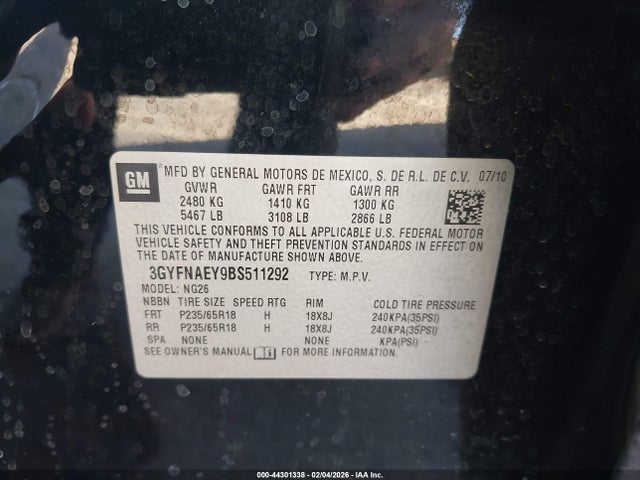 GM MFD BY GENERAL MOTORS DE MEXICO, S. DE R.L. DE C.V. 07/10
GVWR GAWR FRT GAWR RR
2480 KG 1410 KG 1300 KG
5467 LB 3108 LB 2866 LB
THIS VEHICLE CONFORMS TO ALL APPLICABLE U.S. FEDERAL MOTOR
VEHICLE SAFETY AND THEFT PREVENTION STANDARDS IN EFFECT ON
THE DATE OF MANUFACTURE SHOWN ABOVE.
3GYFNAEY9BS511292 TYPE: M.P.V.
MODEL: NG26
NBBN TIRE SIZE SPEED RTG RIM COLD TIRE PRESSURE
FRT P235/65R18 H 18X8J 240KPA(35PSI)
RR P235/65R18 H 18X8J 240KPA(35PSI)
SPA NONE NONE KPA(PSI)
SEE OWNER'S MANUAL FOR MORE INFORMATION.
000-44301338 - 02/04/2026 - IAA Inc.